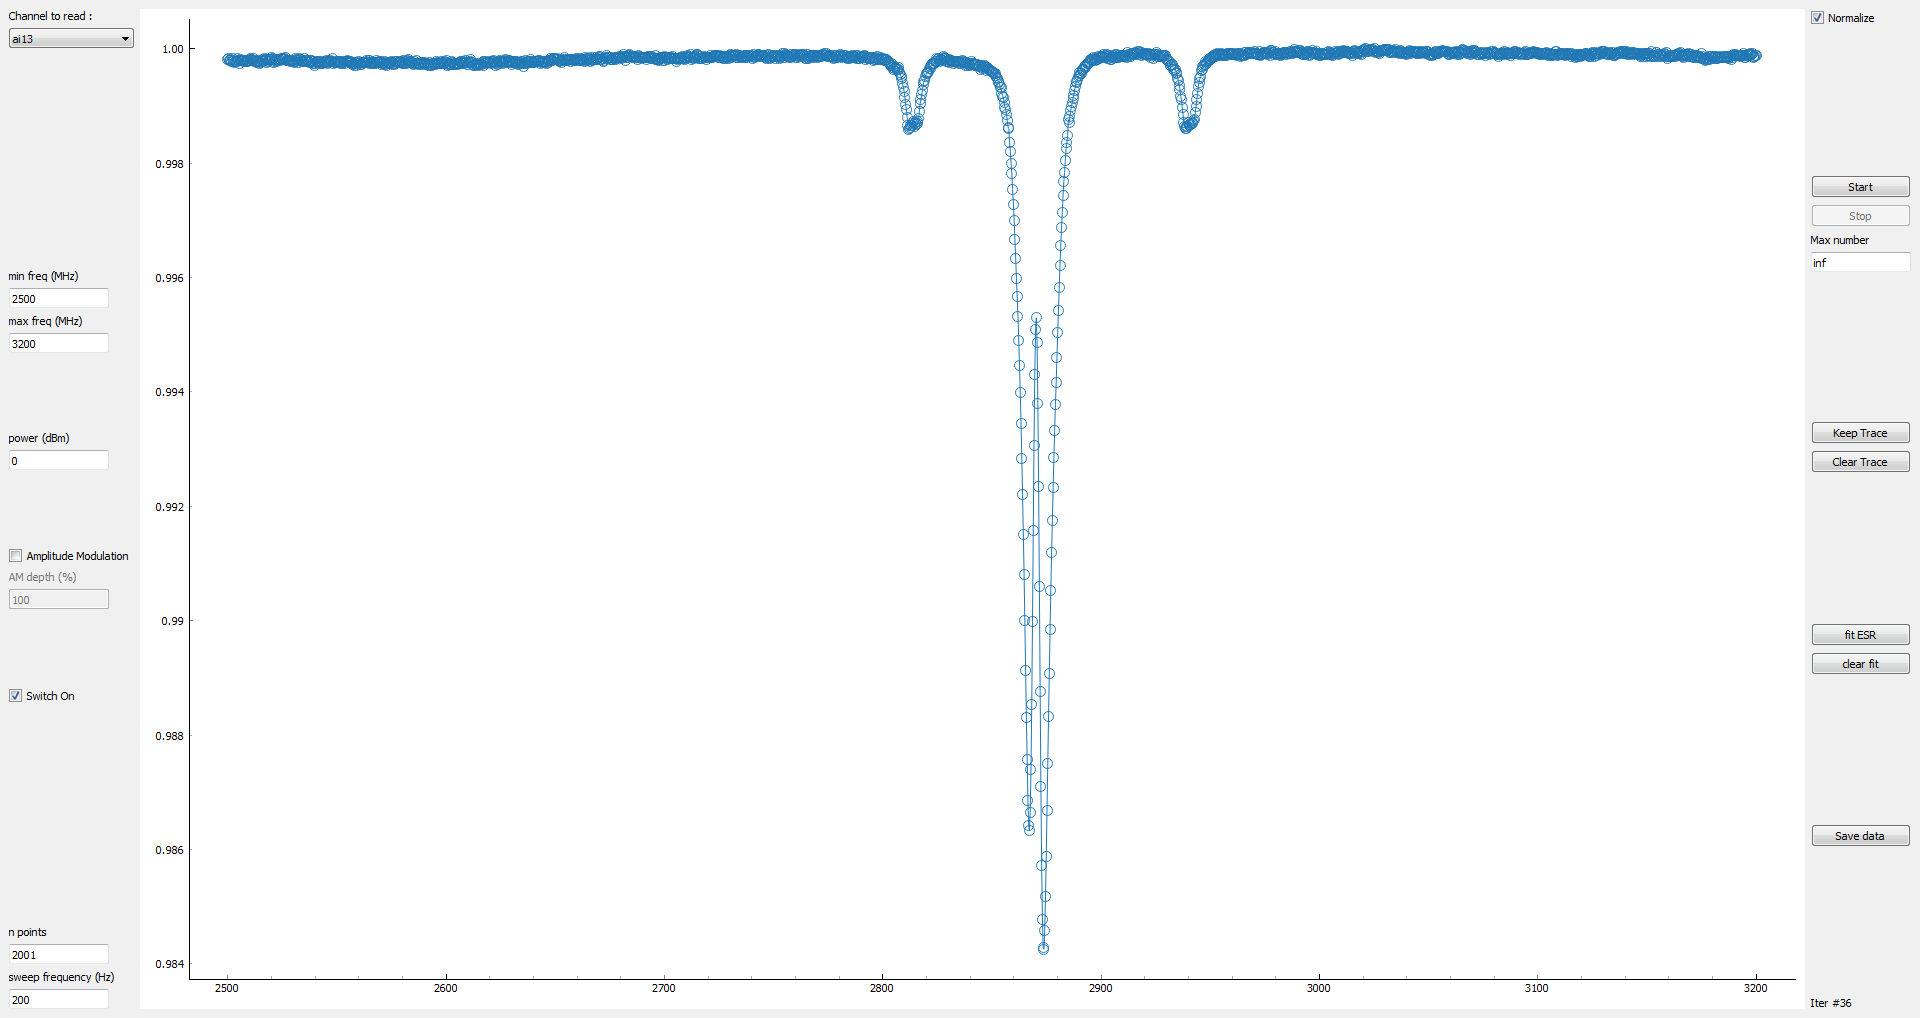 Channel to read :
ai13
min freq (MHz)
2500
max freq (MHz)
3200
power (dBm)
0
Amplitude Modulation
AM depth (%)
100
Switch On
n points
2001
sweep frequency (Hz)
200
1.00
0.998
0.996
0.994
0.992
0.99
0.988
0.986
0.984
2500 2600 2700 2800 2900 3000 3100 3200
Normalize
Start
Stop
Max number
inf
Keep Trace
Clear Trace
fit ESR
clear fit
Save data
Iter #36